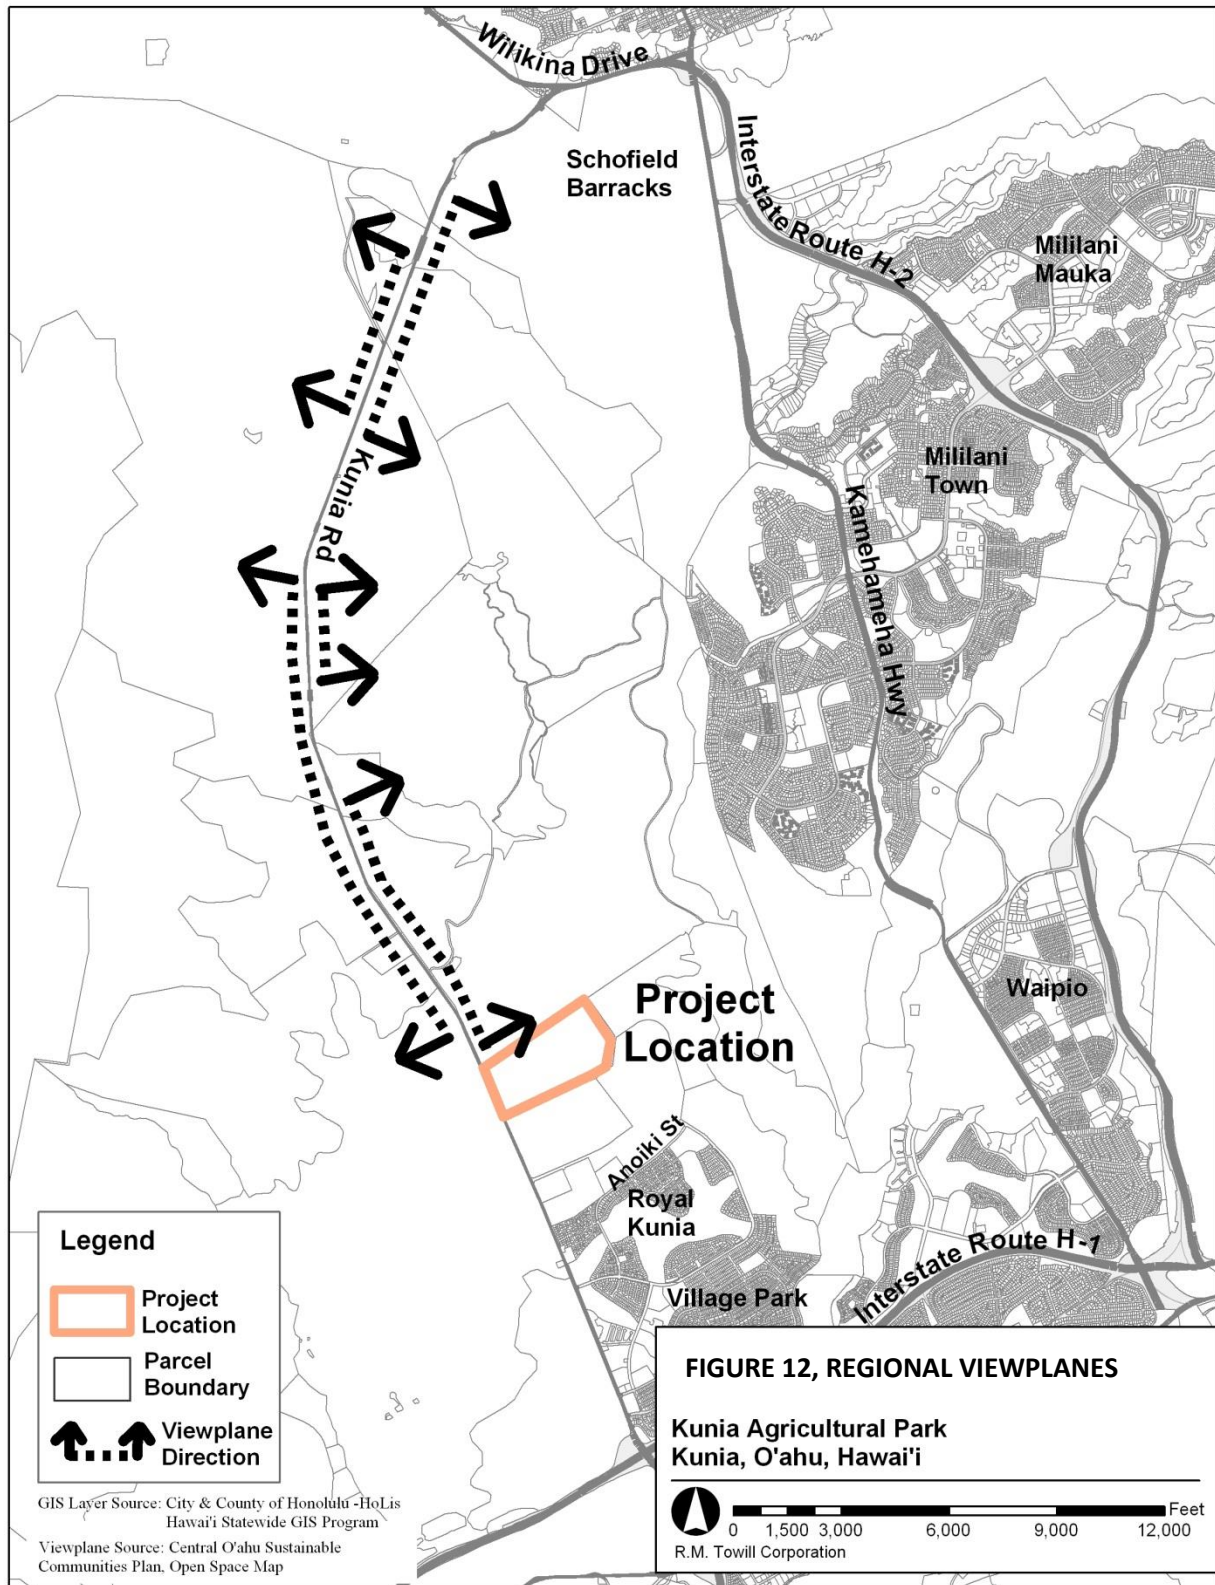 Wilikina Drive
Schofield
Barracks
Interstate Route H-2
Mililani
Mauka
Kunia Rd
Mililani
Town
Kamehameha Hwy
Project
Location
Waipio
Anoiki St
Royal
Kunia
Interstate Route H-1
Village Park
Legend
Project
Location
Parcel
Boundary
Viewplane
Direction
GIS Layer Source: City & County of Honolulu -HoLis
Hawai'i Statewide GIS Program
Viewplane Source: Central O'ahu Sustainable
Communities Plan, Open Space Map
FIGURE 12, REGIONAL VIEWPLANES
Kunia Agricultural Park
Kunia, O'ahu, Hawai'i
Feet
0 1,500 3,000 6,000 9,000 12,000
R.M. Towill Corporation